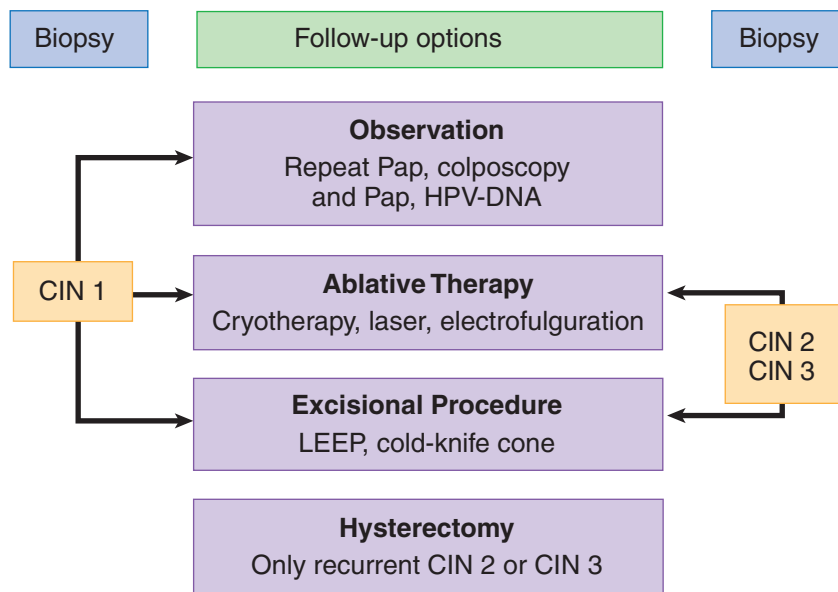 Biopsy
Follow-up options
Biopsy
Observation
Repeat Pap, colposcopy
and Pap, HPV-DNA
CIN 1
Ablative Therapy
Cryotherapy, laser, electrofulguration
CIN 2
CIN 3
Excisional Procedure
LEEP, cold-knife cone
Hysterectomy
Only recurrent CIN 2 or CIN 3